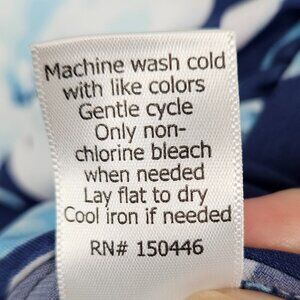 Machine wash cold
with like colors
Gentle cycle
Only non-
chlorine bleach
when needed
Lay flat to dry
Cool iron if needed
RN# 150446